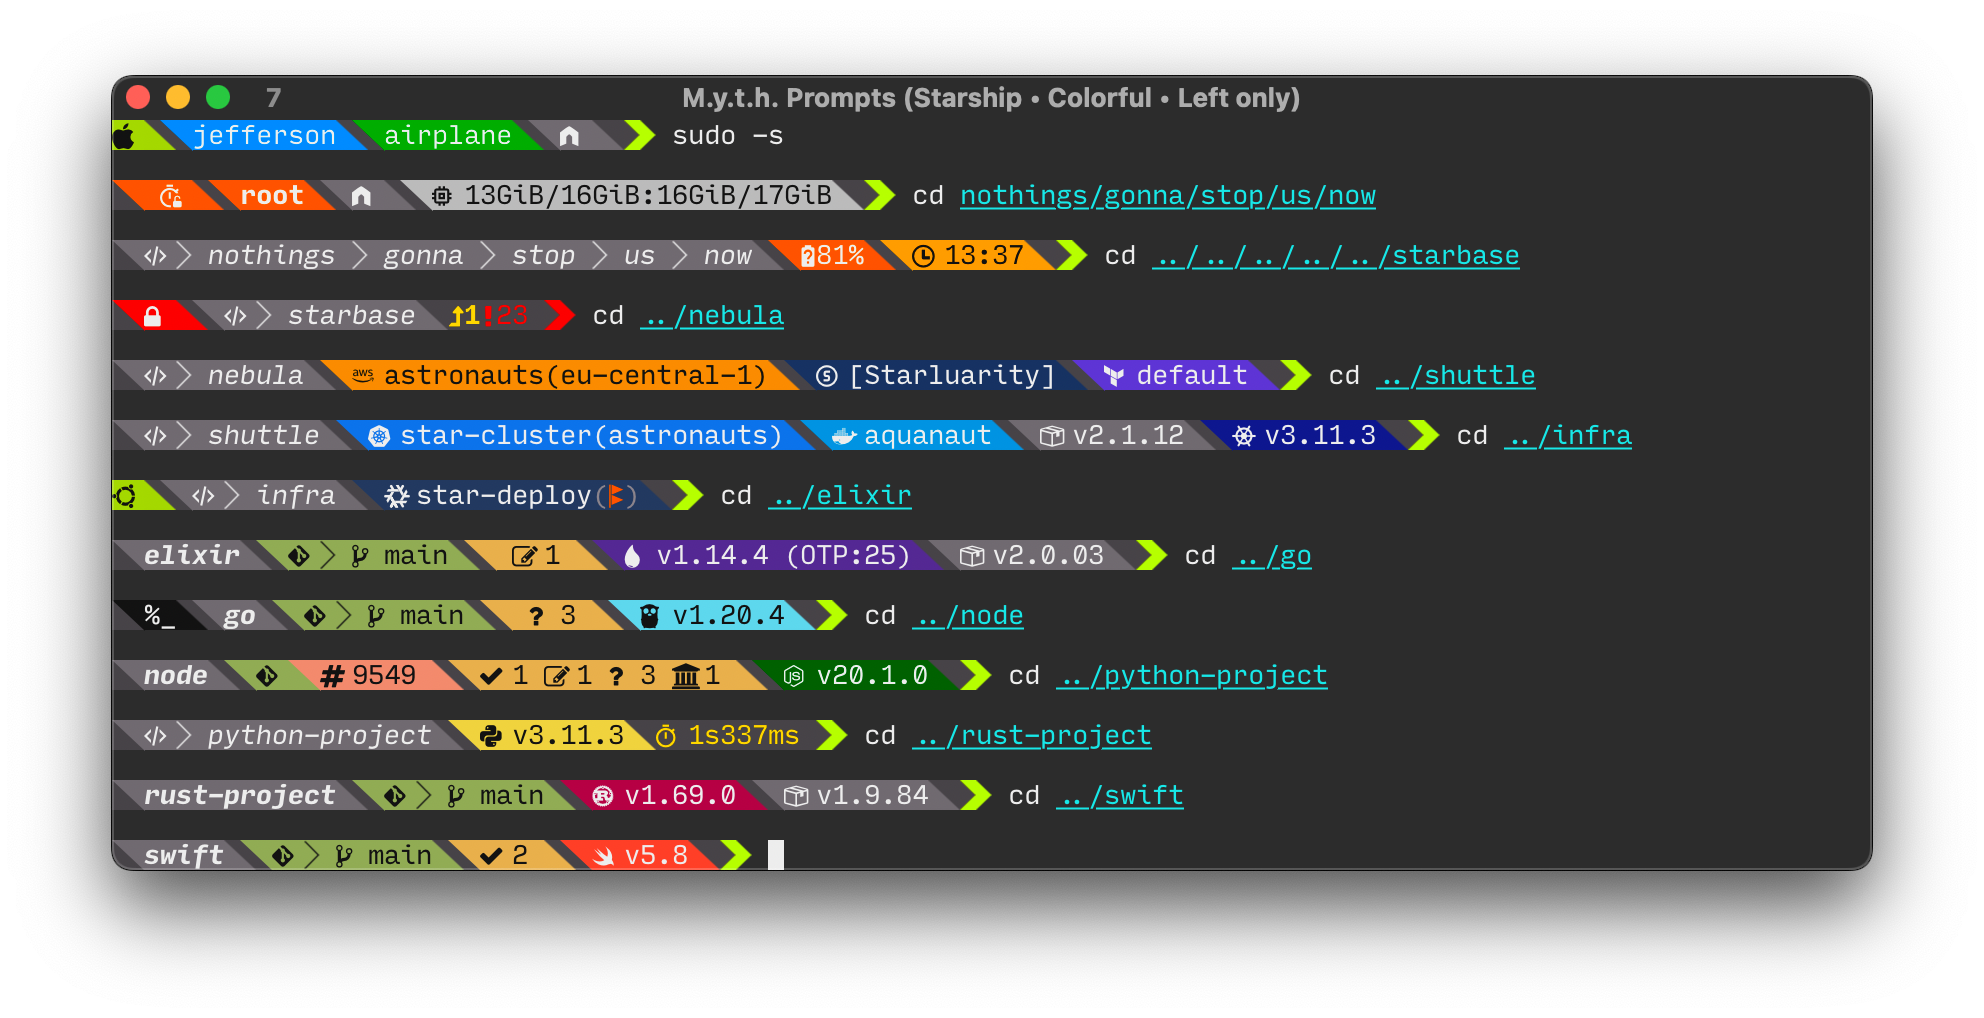 7 M.y.t.h. Prompts (Starship • Colorful • Left only)
jefferson airplane sudo -s
root 13GiB/16GiB:16GiB/17GiB cd nothings/gonna/stop/us/now
</> nothings gonna stop us now 81% 13:37 cd ../../../../../starbase
</> starbase 1!23 cd ../nebula
</> nebula aws astronauts(eu-central-1) S [Starluarity] default cd ../shuttle
</> shuttle star-cluster(astronauts) aquanaut v2.1.12 v3.11.3 cd ../infra
</> infra star-deploy() cd ../elixir
elixir main 1 v1.14.4 (OTP:25) v2.0.03 cd ../go
%_ go main ? 3 v1.20.4 cd ../node
node # 9549 ✔ 1 1 ? 3 1 JS v20.1.0 cd ../python-project
</> python-project v3.11.3 1s337ms cd ../rust-project
rust-project main R v1.69.0 v1.9.84 cd ../swift
swift main ✔ 2 v5.8